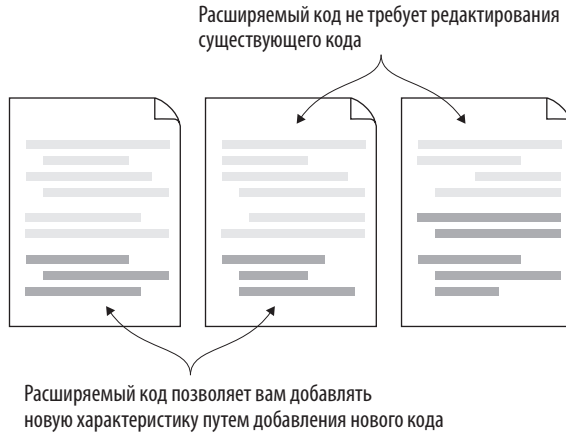 Расширяемый код не требует редактирования
существующего кода
Расширяемый код позволяет вам добавлять
новую характеристику путем добавления нового кода